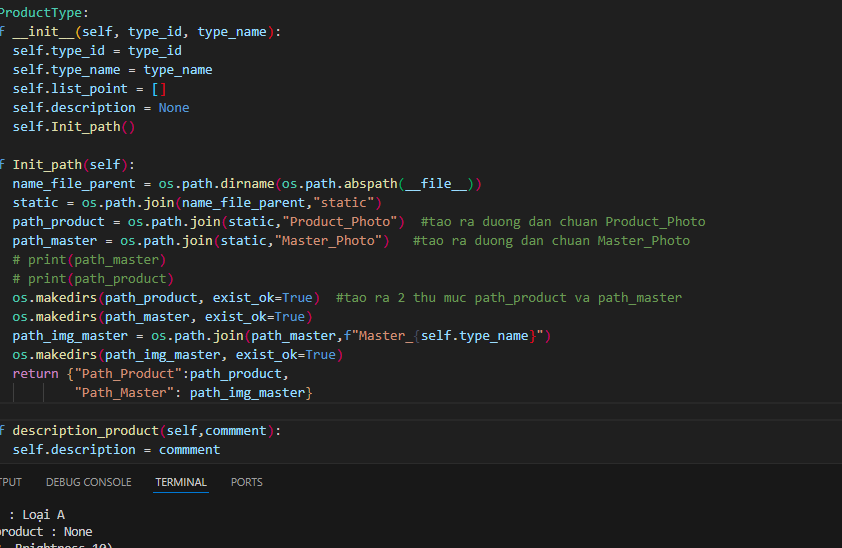 ProductType:
f __init__(self, type_id, type_name):
self.type_id = type_id
self.type_name = type_name
self.list_point = []
self.description = None
self.Init_path()
f Init_path(self):
name_file_parent = os.path.dirname(os.path.abspath(__file__))
static = os.path.join(name_file_parent,"static")
path_product = os.path.join(static,"Product_Photo")  #tao ra duong dan chuan Product_Photo
path_master = os.path.join(static,"Master_Photo")   #tao ra duong dan chuan Master_Photo
# print(path_master)
# print(path_product)
os.makedirs(path_product, exist_ok=True)  #tao ra 2 thu muc path_product va path_master
os.makedirs(path_master, exist_ok=True)
path_img_master = os.path.join(path_master,f"Master_{self.type_name}")
os.makedirs(path_img_master, exist_ok=True)
return {"Path_Product":path_product,
"Path_Master": path_img_master}
f description_product(self,commment):
self.description = commment
TPUT DEBUG CONSOLE TERMINAL PORTS
: Loại A
product : None
Brightness 10)